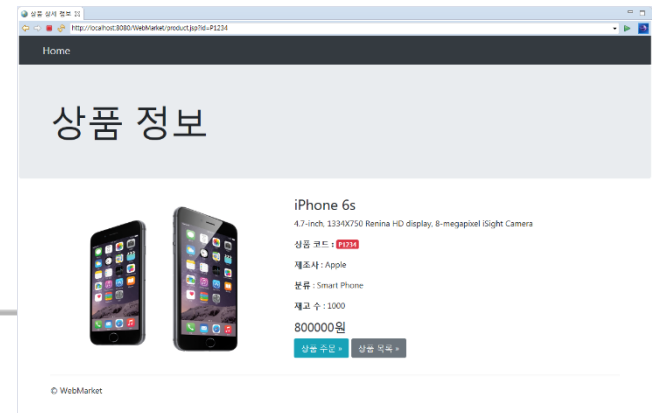 상품 상세 정보
http://localhost:8080/WebMarket/product.jsp?id=P1234
Home
상품 정보
iPhone 6s
4.7-inch, 1334X750 Renina HD display, 8-megapixel iSight Camera
상품 코드 : P1234
제조사 : Apple
분류 : Smart Phone
재고 수 : 1000
800000원
상품 주문 » 상품 목록 »
© WebMarket